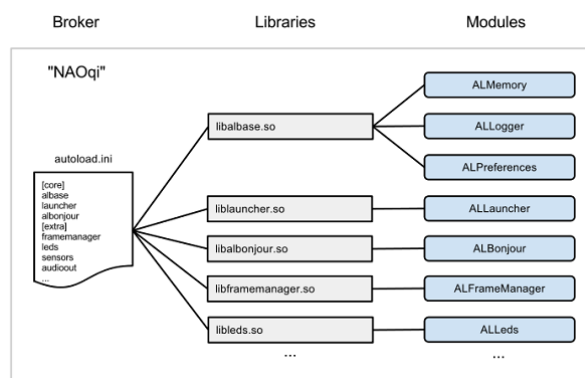 Broker
Libraries
Modules
"NAOqi"
autoload.ini
[core]
albase
launcher
albonjour
[extra]
framemanager
leds
sensors
audioout
...
libalbase.so
liblauncher.so
libalbonjour.so
libframemanager.so
libleds.so
...
ALMemory
ALLogger
ALPreferences
ALLauncher
ALBonjour
ALFrameManager
ALLeds
...